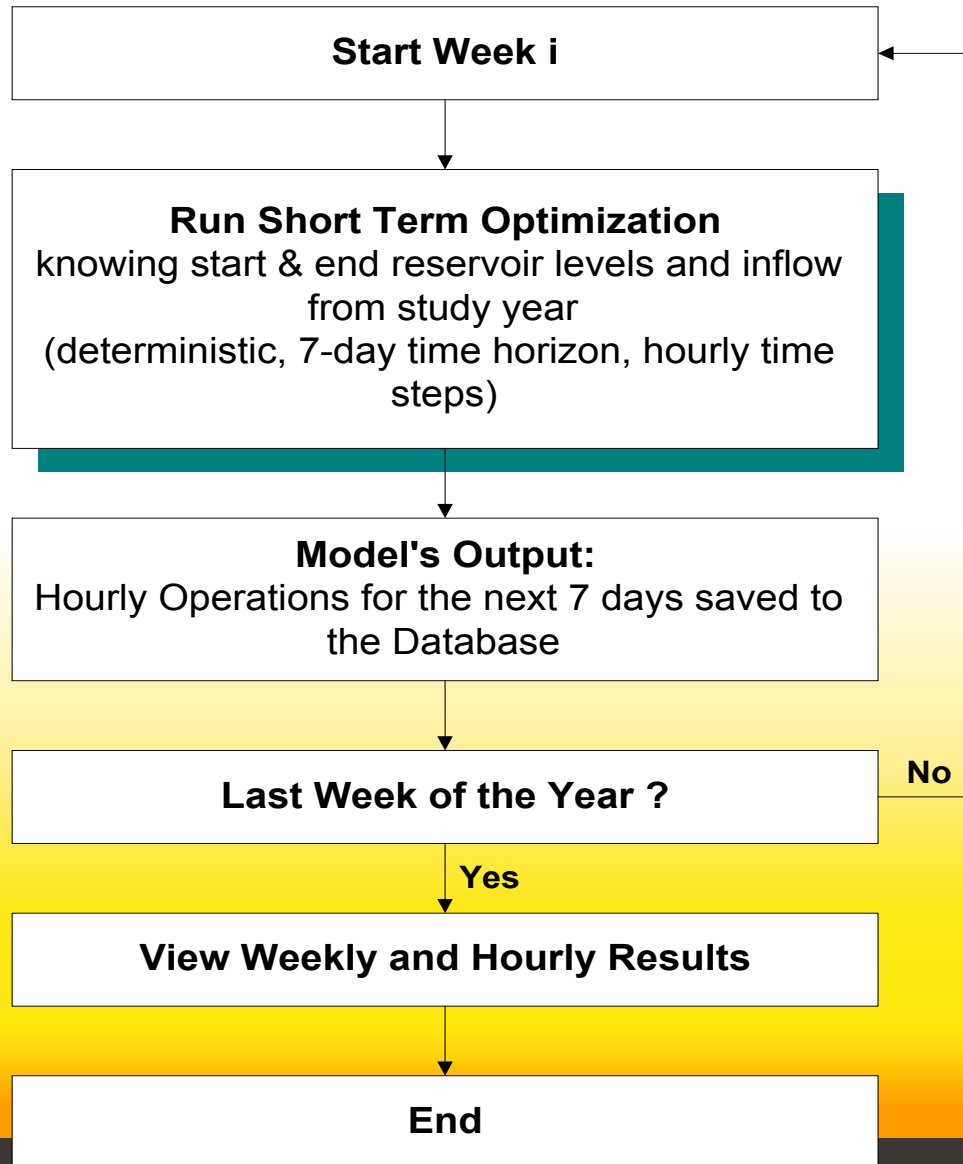 Start Week i
Run Short Term Optimization
knowing start & end reservoir levels and inflow
from study year
(deterministic, 7-day time horizon, hourly time
steps)
Model's Output:
Hourly Operations for the next 7 days saved to
the Database
Last Week of the Year ?
No
Yes
View Weekly and Hourly Results
End